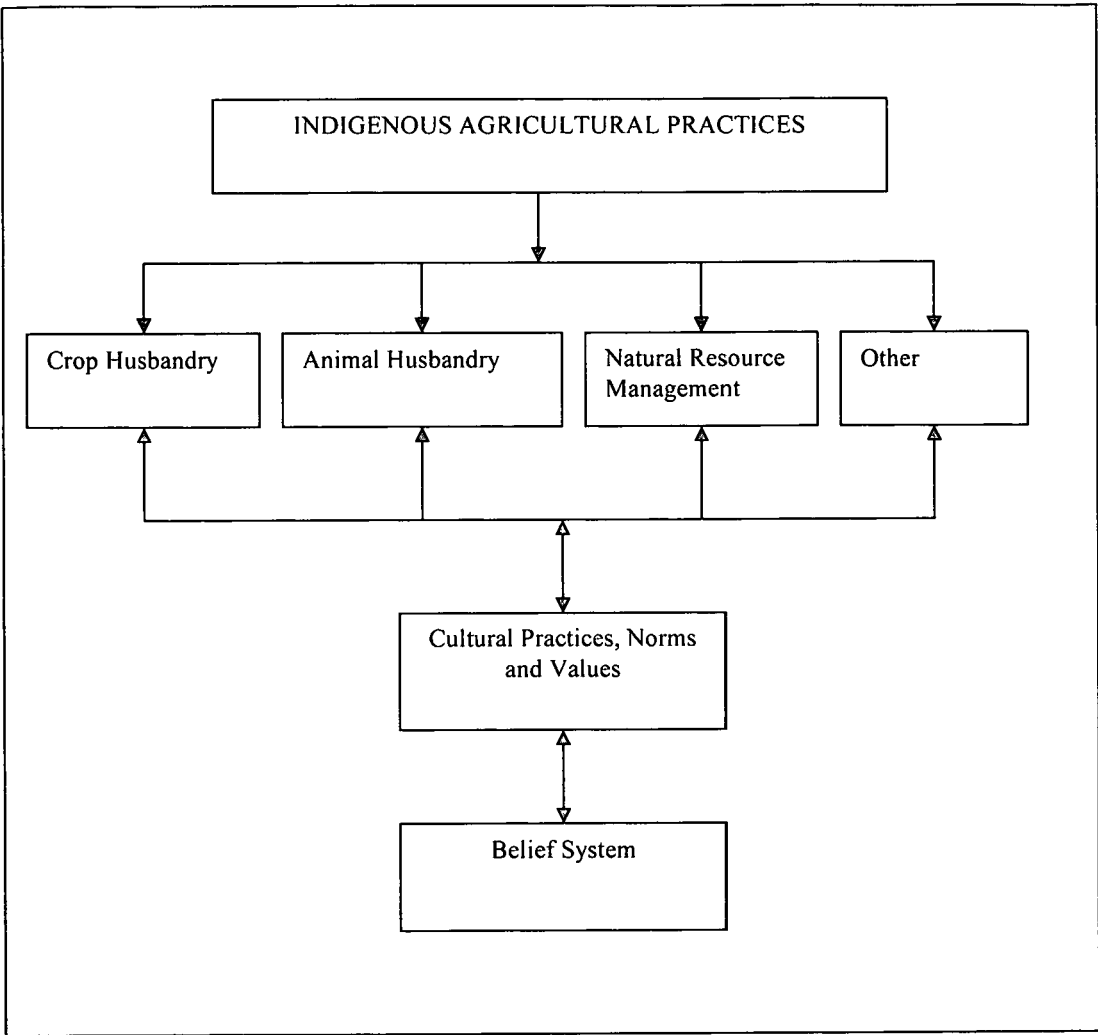 INDIGENOUS AGRICULTURAL PRACTICES
Crop Husbandry
Animal Husbandry
Natural Resource
Management
Other
Cultural Practices, Norms
and Values
Belief System